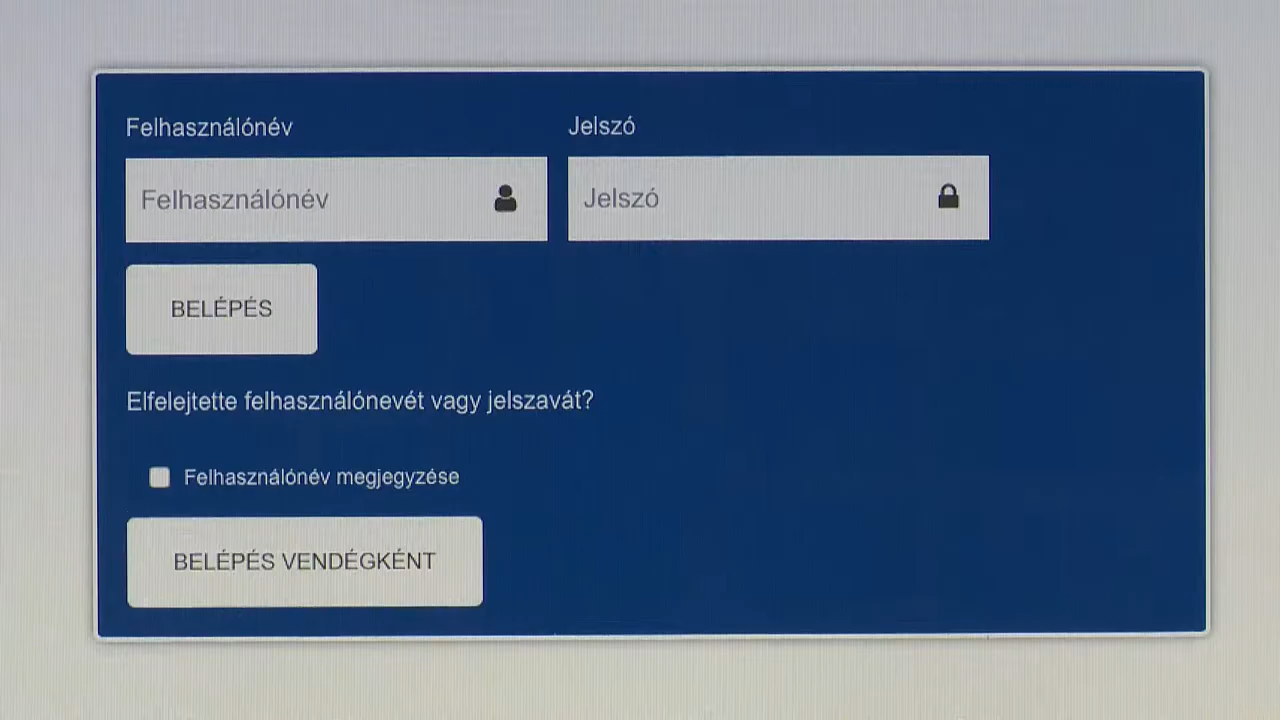 Felhasználónév
Jelszó
Felhasználónév
Jelszó
BELÉPÉS
Elfelejtette felhasználónevét vagy jelszavát?
Felhasználónév megjegyzése
BELÉPÉS VENDÉGKÉNT